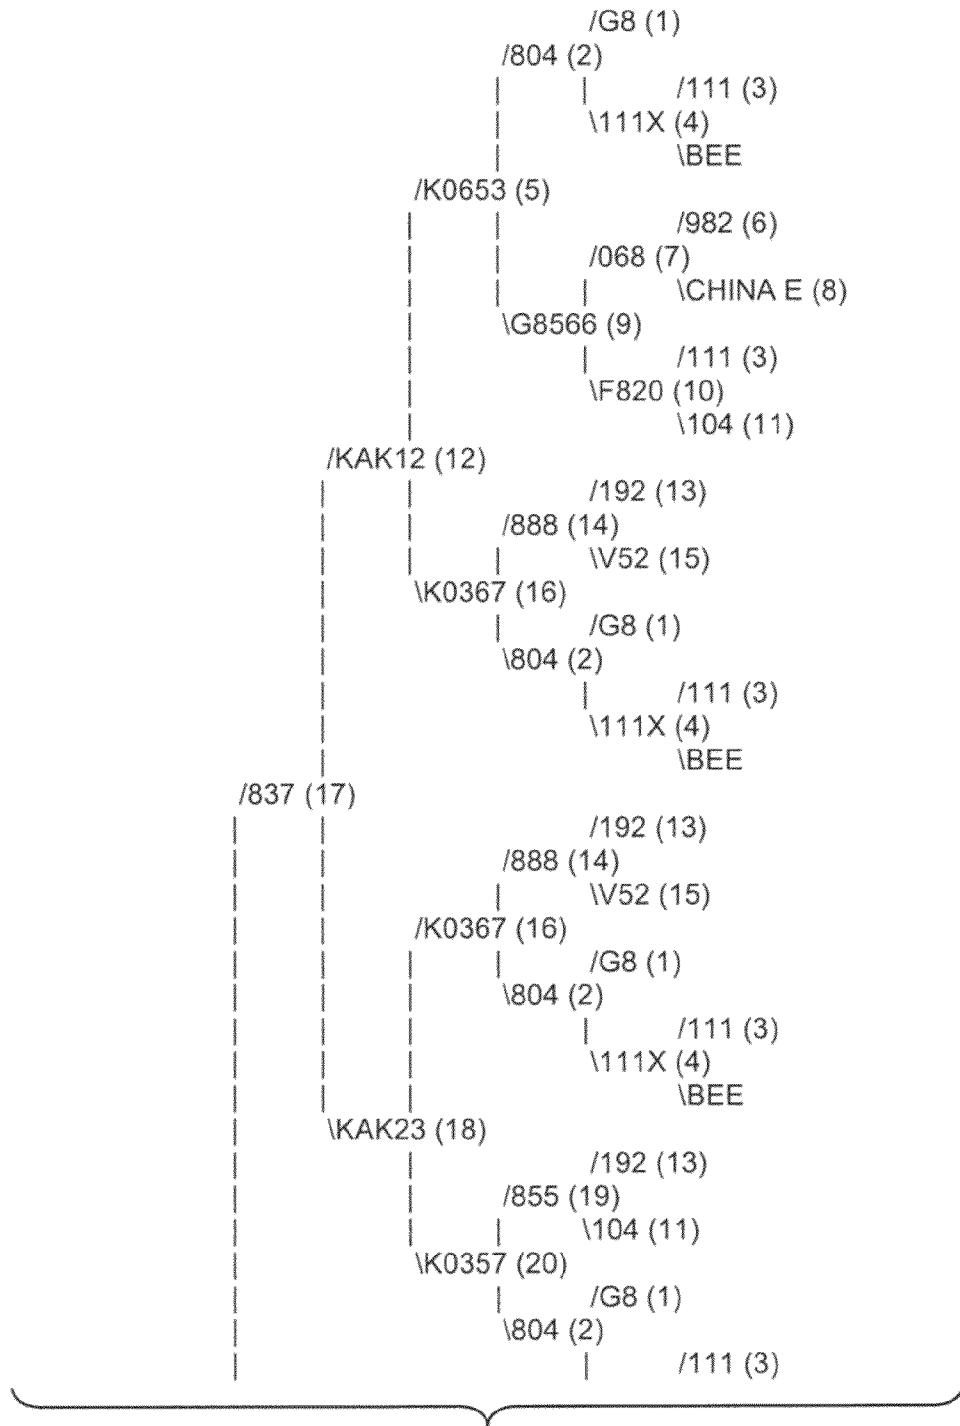 /G8 (1)
/804 (2)
/111 (3)
\111X (4)
\BEE
/K0653 (5)
/982 (6)
/068 (7)
\CHINA E (8)
\G8566 (9)
/111 (3)
\F820 (10)
\104 (11)
/KAK12 (12)
/192 (13)
/888 (14)
\V52 (15)
\K0367 (16)
/G8 (1)
\804 (2)
/111 (3)
\111X (4)
\BEE
/837 (17)
/192 (13)
/888 (14)
\V52 (15)
/K0367 (16)
/G8 (1)
\804 (2)
/111 (3)
\111X (4)
\BEE
\KAK23 (18)
/192 (13)
/855 (19)
\104 (11)
\K0357 (20)
/G8 (1)
\804 (2)
/111 (3)